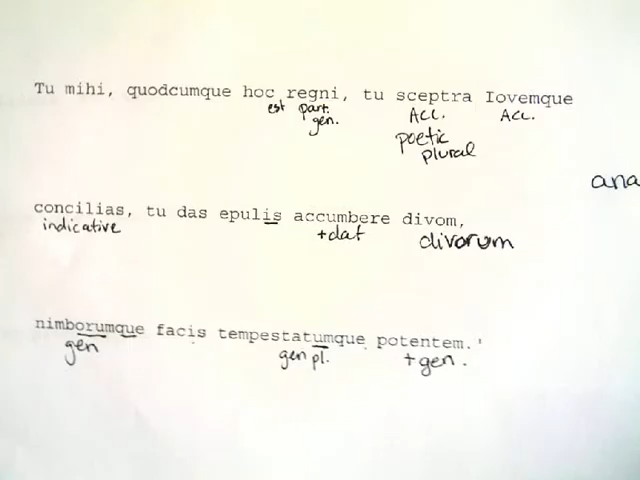 Tu mihi, quodcumque hoc regni, tu sceptra Iovemque
est part. ACC. ACC.
gen. poetic
plural
ana
concilias, tu das epulis accumbere divom,
indicative +dat divorum
nimborumque facis tempestatumque potentem.'
gen gen pl. +gen.